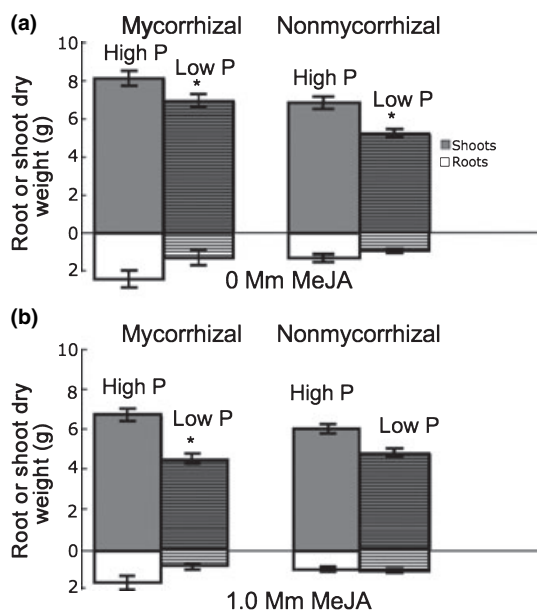 (a)
Mycorrhizal Nonmycorrhizal
10
8
6
4
2
0
2
Root or shoot dry
weight (g)
High P
Low P
*
High P
Low P
*
Shoots
Roots
0 Mm MeJA
(b)
Mycorrhizal Nonmycorrhizal
10
8
6
4
2
0
2
Root or shoot dry
weight (g)
High P
Low P
*
High P
Low P
1.0 Mm MeJA